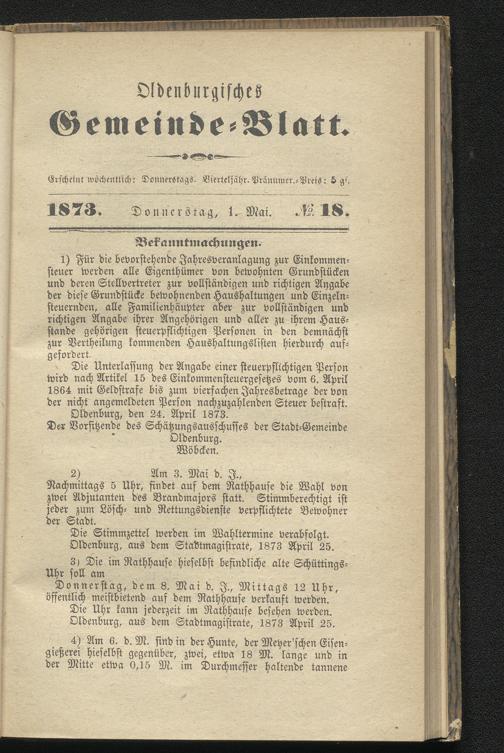 Oldenburgisches
Gemeinde-Blatt.
Erscheint wöchentlich: Donnerstags. Vierteljähr. Pränumer.-Preis: 5 gr.
1873. Donnerstag, 1. Mai. № 18.
Bekanntmachungen.
1) Für die bevorstehende Jahresveranlagung zur Einkommen-
steuer werden alle Eigenthümer von bewohnten Grundstücken
und deren Stellvertreter zur vollständigen und richtigen Angabe
der diese Grundstücke bewohnenden Haushaltungen und Einzeln-
steuernden, alle Familienhäupter aber zur vollständigen und
richtigen Angabe ihrer Angehörigen und aller zu ihrem Haus-
stande gehörigen steuerpflichtigen Personen in den demnächst
zur Vertheilung kommenden Haushaltungslisten hierdurch auf-
gefordert.
Die Unterlassung der Angabe einer steuerpflichtigen Person
wird nach Artikel 15 des Einkommensteuergesetzes vom 6. April
1864 mit Geldstrafe bis zum vierfachen Jahresbetrage der von
der nicht angemeldeten Person nachzuzahlenden Steuer bestraft.
Oldenburg, den 24. April 1873.
Der Vorsitzende des Schätzungsausschusses der Stadt-Gemeinde
Oldenburg.
Wöbcken.
2) Am 3. Mai d. J.,
Nachmittags 5 Uhr, findet auf dem Rathhause die Wahl von
zwei Adjutanten des Brandmajors statt. Stimmberechtigt ist
jeder zum Lösch- und Rettungsdienste verpflichtete Bewohner
der Stadt.
Die Stimmzettel werden im Wahltermine verabfolgt.
Oldenburg, aus dem Stadtmagistrate, 1873 April 25.
3) Die im Rathhause hieselbst befindliche alte Schüttings-
Uhr soll am
Donnerstag, dem 8. Mai d. J., Mittags 12 Uhr,
öffentlich meistbietend auf dem Rathhause verkauft werden.
Die Uhr kann jederzeit im Rathhause besehen werden.
Oldenburg, aus dem Stadtmagistrate, 1873 April 25.
4) Am 6. d. M. sind in der Hunte, der Meyer'schen Eisen-
gießerei hieselbst gegenüber, zwei, etwa 18 M. lange und in
der Mitte etwa 0,15 M. im Durchmesser haltende tannene